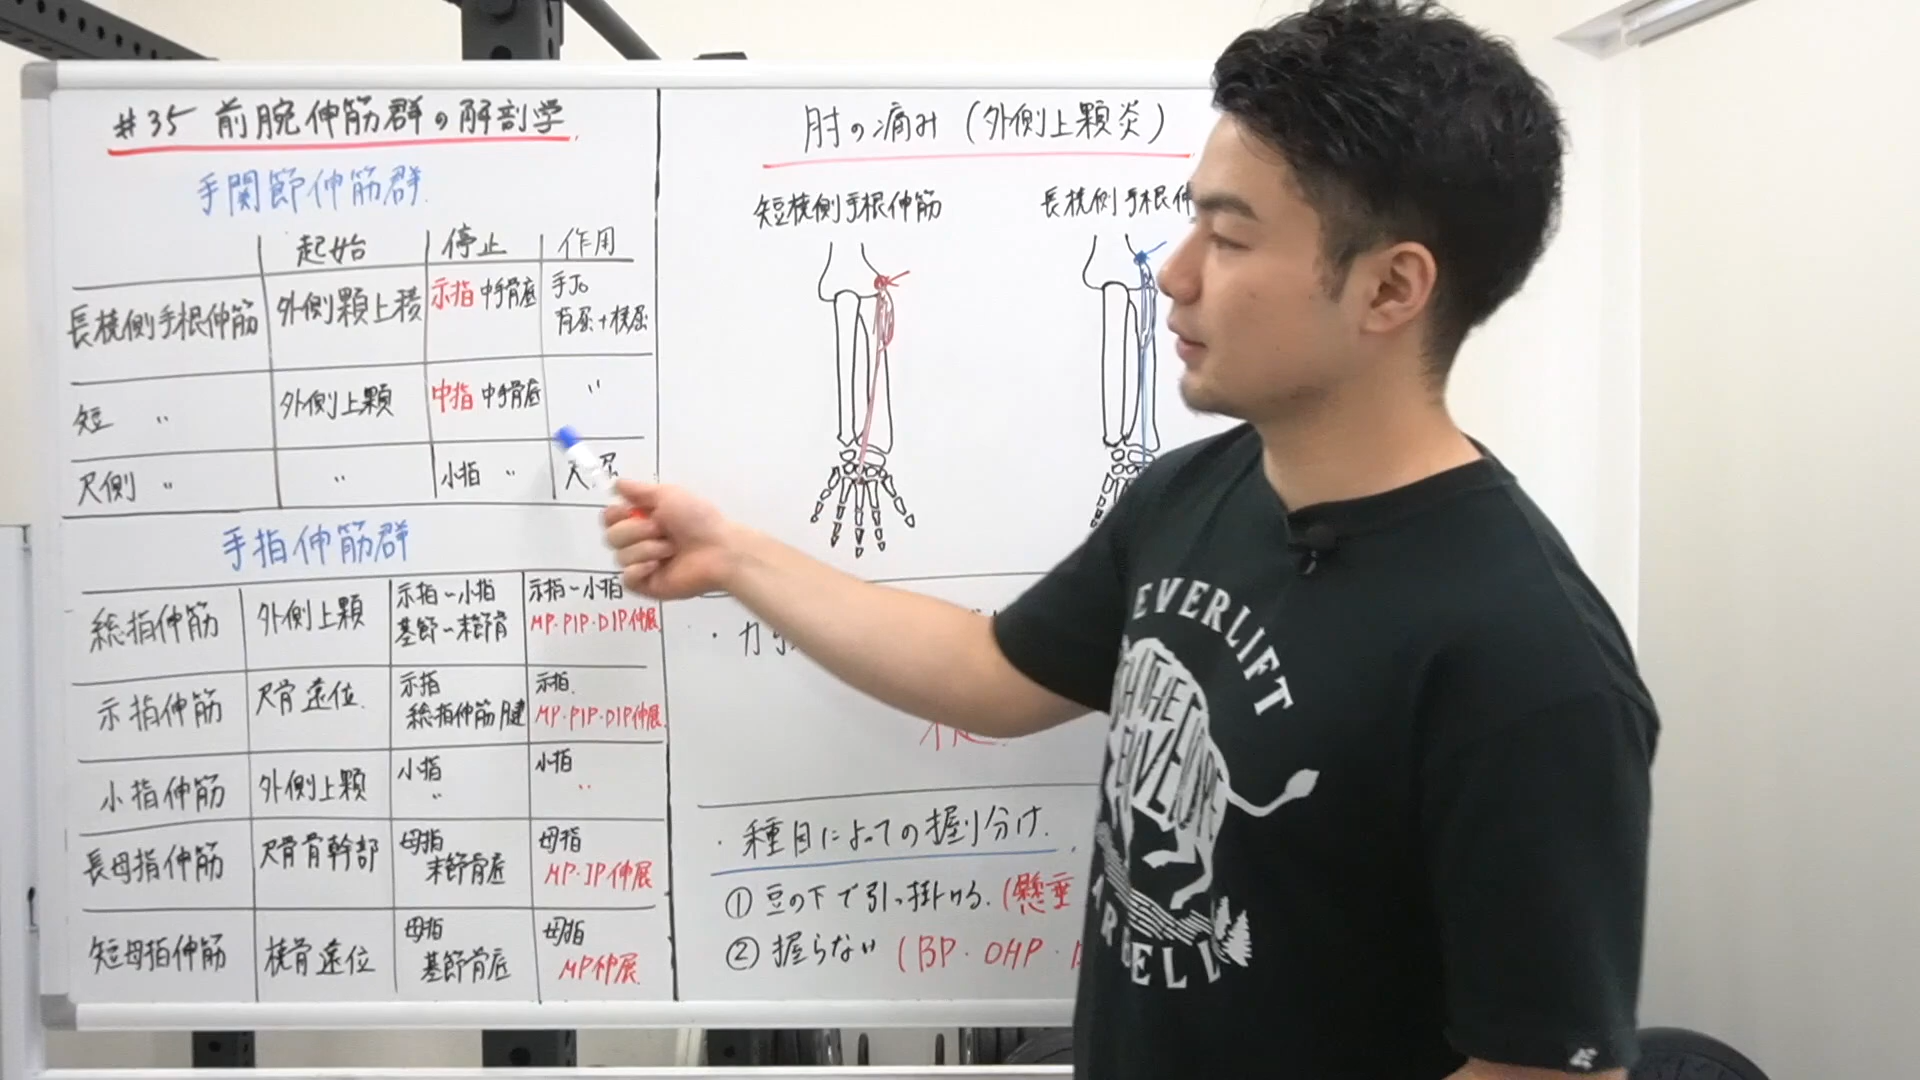 #35 前腕伸筋群の解剖学
手関節伸筋群
起始 停止 作用
長橈側手根伸筋 外側顆上稜 示指 中手骨底 手Jo 背屈+橈屈
短 〃 外側上顆 中指 中手骨底 〃
尺側 〃 〃 小指 〃 尺屈
手指伸筋群
総指伸筋 外側上顆 示指~小指 基節~末節骨 示指~小指 MP・PIP・DIP伸展
示指伸筋 尺骨遠位 示指 総指伸筋腱 示指 MP・PIP・DIP伸展
小指伸筋 外側上顆 小指 〃 小指 〃
長母指伸筋 尺骨骨幹部 母指 末節骨底 母指 MP・IP伸展
短母指伸筋 橈骨遠位 母指 基節骨底 母指 MP伸展
肘の痛み(外側上顆炎)
短橈側手根伸筋
長橈側手根伸
・種目によっての握り分け.
① 豆の下で引っ掛ける.(懸垂
② 握らない (BP・OHP・
EVERLIFT
BARBELL